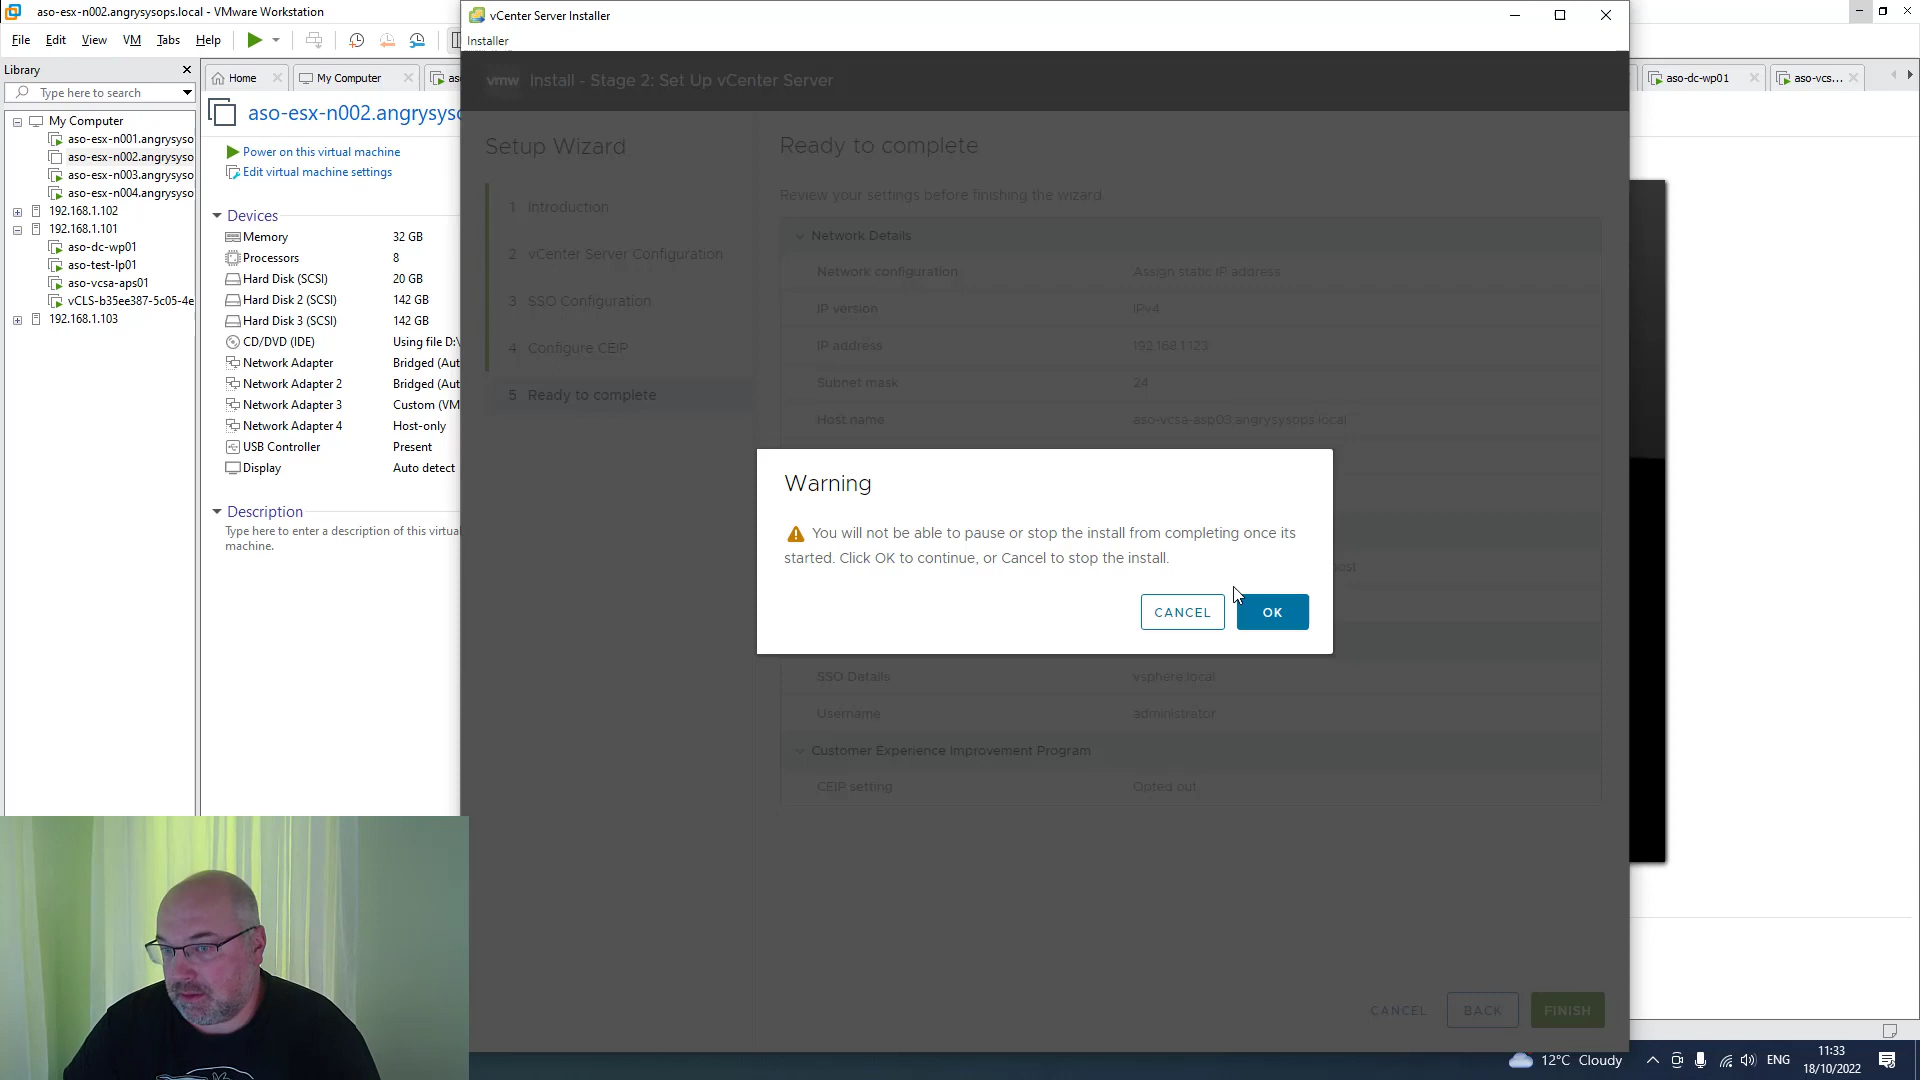 aso-esx-n002.angrysysops.local - VMware Workstation
File Edit View VM Tabs Help
Library
Type here to search
My Computer
aso-esx-n001.angrysyso
aso-esx-n002.angrysyso
aso-esx-n003.angrysyso
aso-esx-n004.angrysyso
192.168.1.102
192.168.1.101
aso-dc-wp01
aso-test-lp01
aso-vcsa-aps01
vCLS-b35ee387-5c05-4e
192.168.1.103
Home
My Computer
aso-esx-n002.angrysyso
Power on this virtual machine
Edit virtual machine settings
Devices
Memory 32 GB
Processors 8
Hard Disk (SCSI) 20 GB
Hard Disk 2 (SCSI) 142 GB
Hard Disk 3 (SCSI) 142 GB
CD/DVD (IDE) Using file D:\
Network Adapter Bridged (Aut
Network Adapter 2 Bridged (Aut
Network Adapter 3 Custom (VM
Network Adapter 4 Host-only
USB Controller Present
Display Auto detect
Description
Type here to enter a description of this virtua
machine.
vCenter Server Installer
Installer
vmw Install - Stage 2: Set Up vCenter Server
Setup Wizard
1 Introduction
2 vCenter Server Configuration
3 SSO Configuration
4 Configure CEIP
5 Ready to complete
Ready to complete
Review your settings before finishing the wizard.
Network Details
Network configuration Assign static IP address
IP version IPv4
IP address 192.168.1.123
Subnet mask 24
Host name aso-vcsa-asp03.angrysysops.local
Warning
You will not be able to pause or stop the install from completing once its
started. Click OK to continue, or Cancel to stop the install.
CANCEL OK
SSO Details vsphere.local
Username administrator
Customer Experience Improvement Program
CEIP setting Opted out
CANCEL BACK FINISH
aso-dc-wp01
aso-vcs...
12°C Cloudy
ENG
11:33
18/10/2022